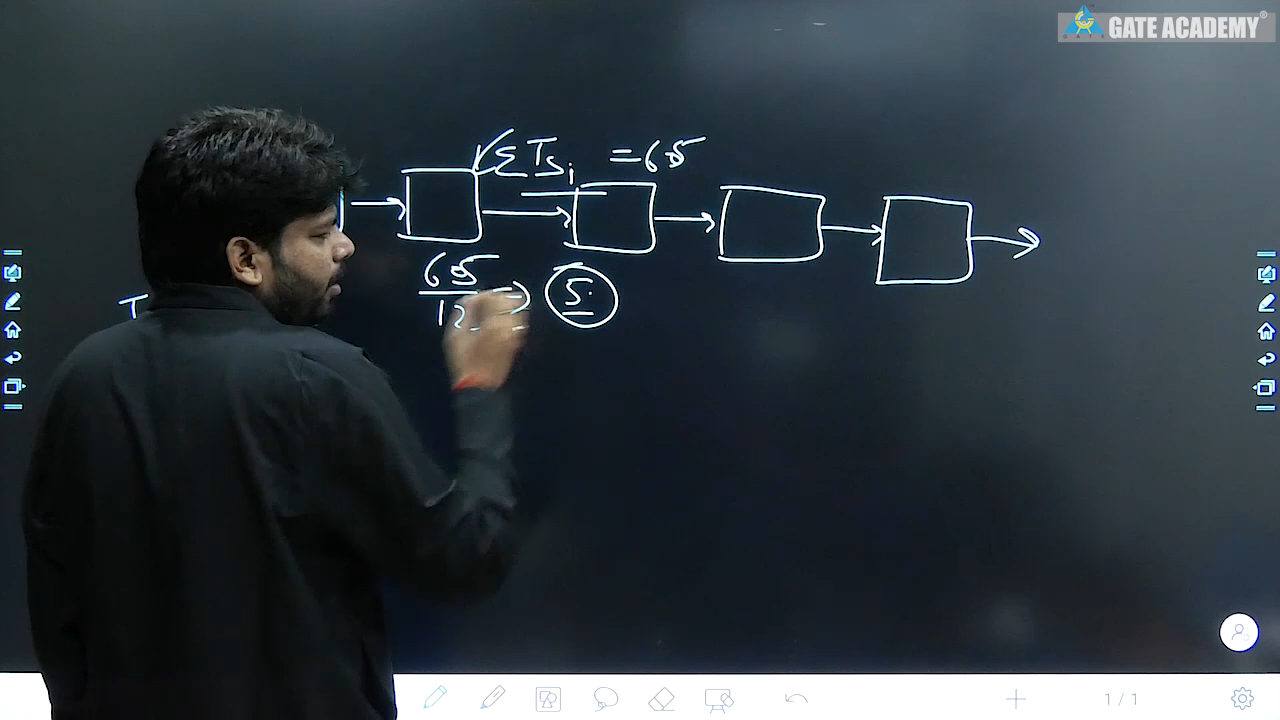 GATE ACADEMY®
ΣTsi = 65
65
12
5
T
1 / 1